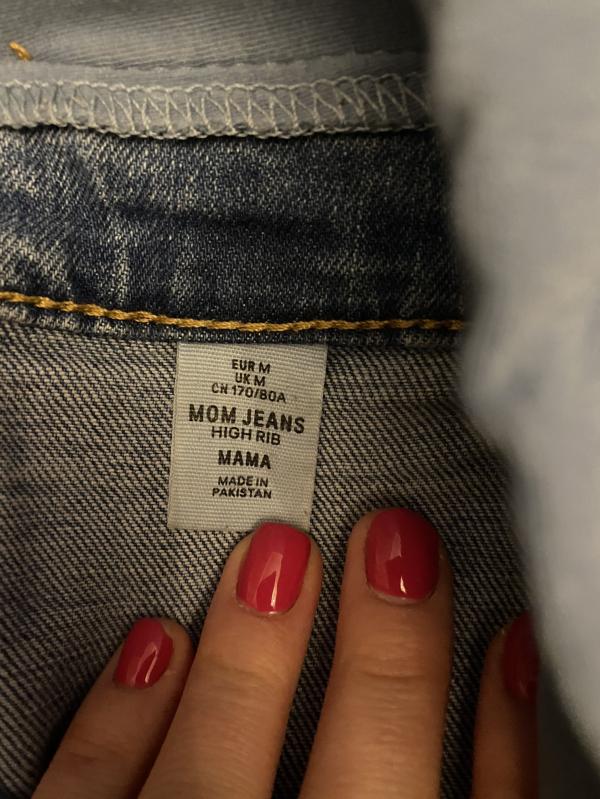 EUR M
UK M
CN 170/80A
MOM JEANS
HIGH RIB
MAMA
MADE IN
PAKISTAN